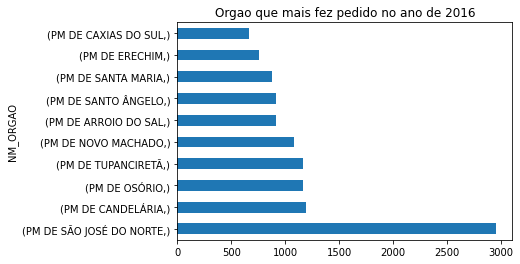 Orgao que mais fez pedido no ano de 2016
NM_ORGAO
(PM DE CAXIAS DO SUL,)
(PM DE ERECHIM,)
(PM DE SANTA MARIA,)
(PM DE SANTO ÂNGELO,)
(PM DE ARROIO DO SAL,)
(PM DE NOVO MACHADO,)
(PM DE TUPANCIRETÃ,)
(PM DE OSÓRIO,)
(PM DE CANDELÁRIA,)
(PM DE SÃO JOSÉ DO NORTE,)
0 500 1000 1500 2000 2500 3000